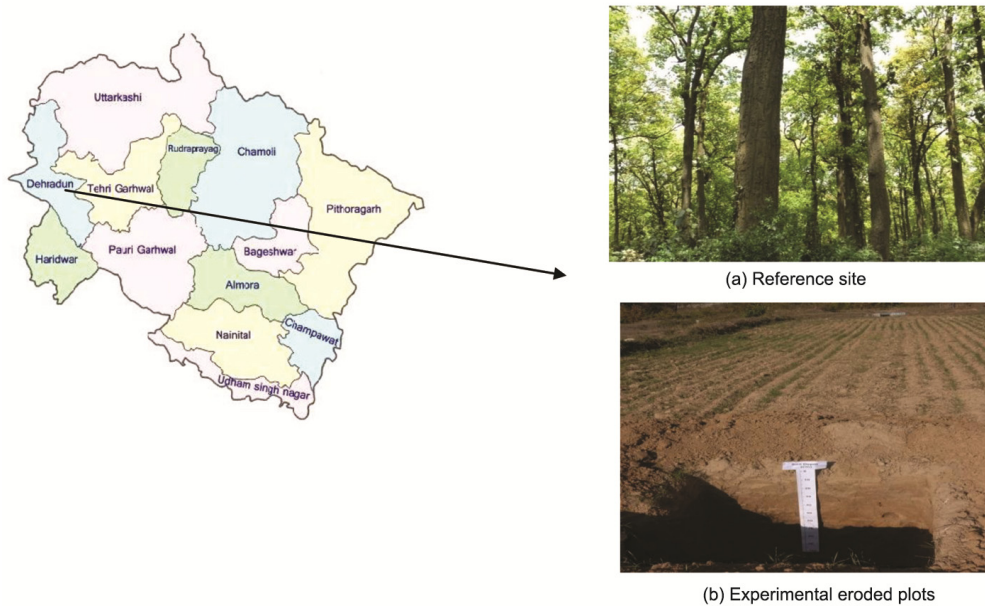 Uttarkashi
Rudraprayag
Chamoli
Dehradun
Tehri Garhwal
Pithoragarh
Pauri Garhwal
Bageshwar
Haridwar
Almora
Nainital
Champawat
Udham singh nagar
(a) Reference site
(b) Experimental eroded plots